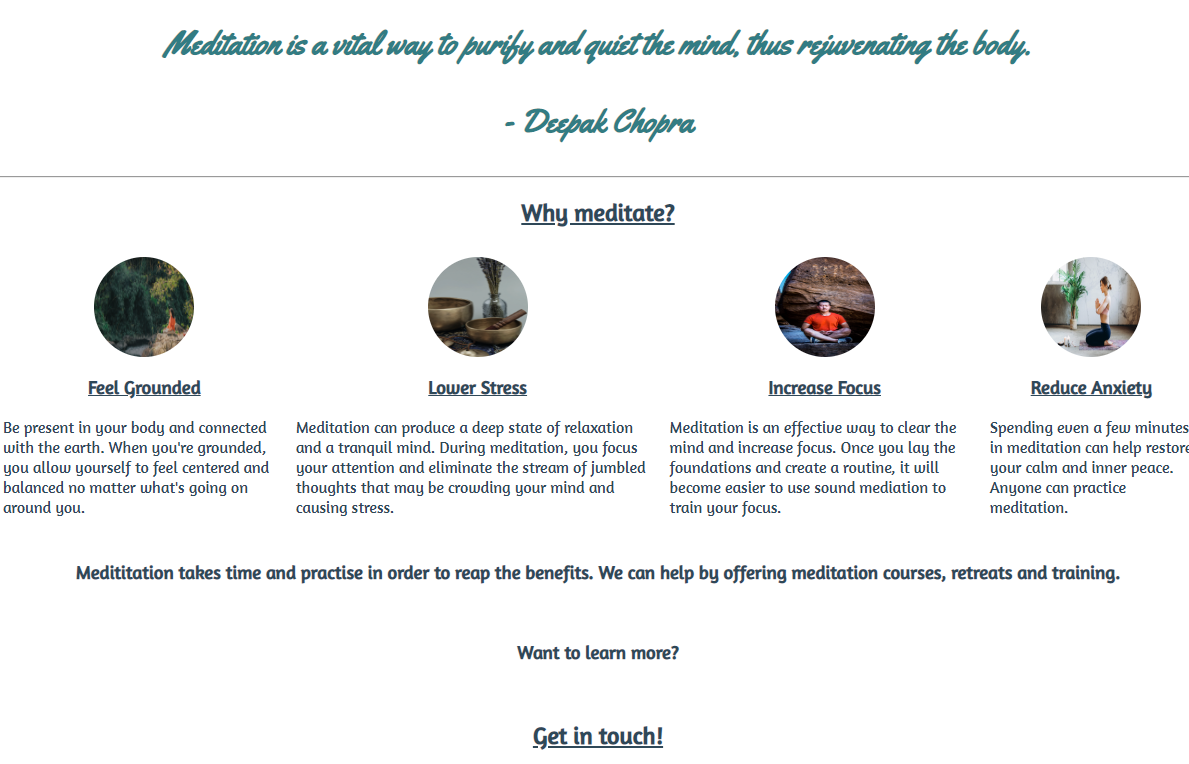 Meditation is a vital way to purify and quiet the mind, thus rejuvenating the body.
- Deepak Chopra
Why meditate?
Feel Grounded
Be present in your body and connected
with the earth. When you're grounded,
you allow yourself to feel centered and
balanced no matter what's going on
around you.
Lower Stress
Meditation can produce a deep state of relaxation
and a tranquil mind. During meditation, you focus
your attention and eliminate the stream of jumbled
thoughts that may be crowding your mind and
causing stress.
Increase Focus
Meditation is an effective way to clear the
mind and increase focus. Once you lay the
foundations and create a routine, it will
become easier to use sound mediation to
train your focus.
Reduce Anxiety
Spending even a few minutes
in meditation can help restore
your calm and inner peace.
Anyone can practice
meditation.
Medititation takes time and practise in order to reap the benefits. We can help by offering meditation courses, retreats and training.
Want to learn more?
Get in touch!